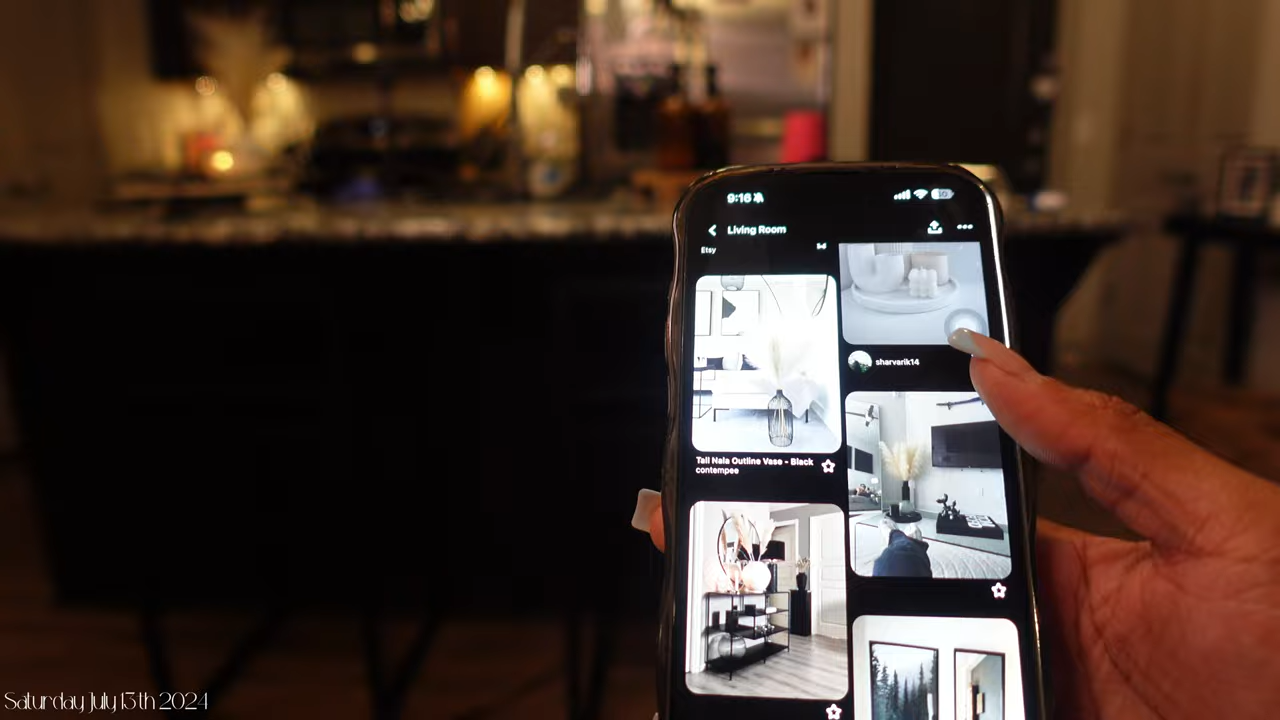 9:16
Living Room
Etsy
sharvarik14
Tall Nala Outline Vase - Black
contempee
Saturday July 13th 2024